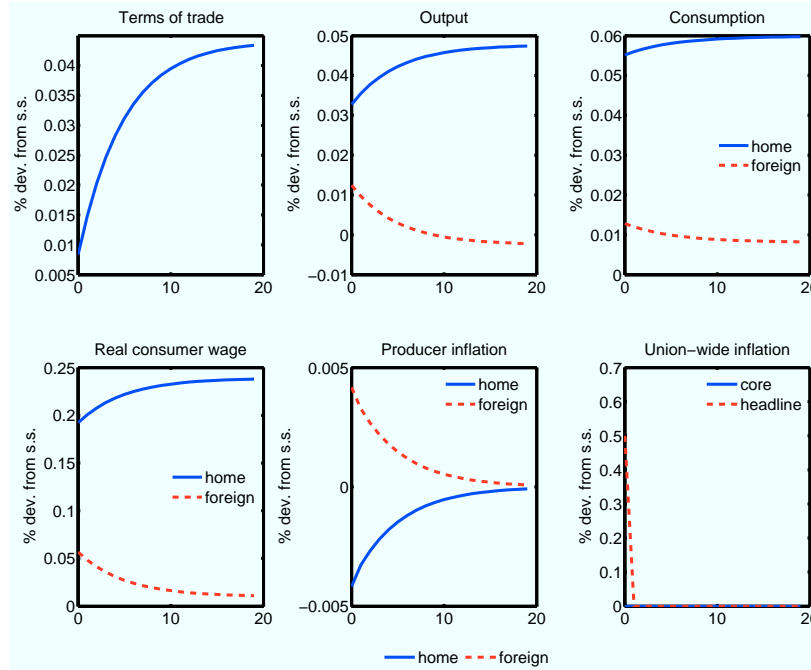 Terms of trade
% dev. from s.s.
0.04
0.035
0.03
0.025
0.02
0.015
0.01
0.005
0 10 20
Output
% dev. from s.s.
0.05
0.04
0.03
0.02
0.01
0
−0.01
0 10 20
Consumption
% dev. from s.s.
0.06
0.05
0.04
0.03
0.02
0.01
0
home
foreign
0 10 20
Real consumer wage
% dev. from s.s.
0.25
0.2
0.15
0.1
0.05
0
home
foreign
0 10 20
Producer inflation
% dev. from s.s.
0.005
0
−0.005
home
foreign
0 10 20
Union−wide inflation
% dev. from s.s.
0.7
0.6
0.5
0.4
0.3
0.2
0.1
0
core
headline
0 10 20
home foreign